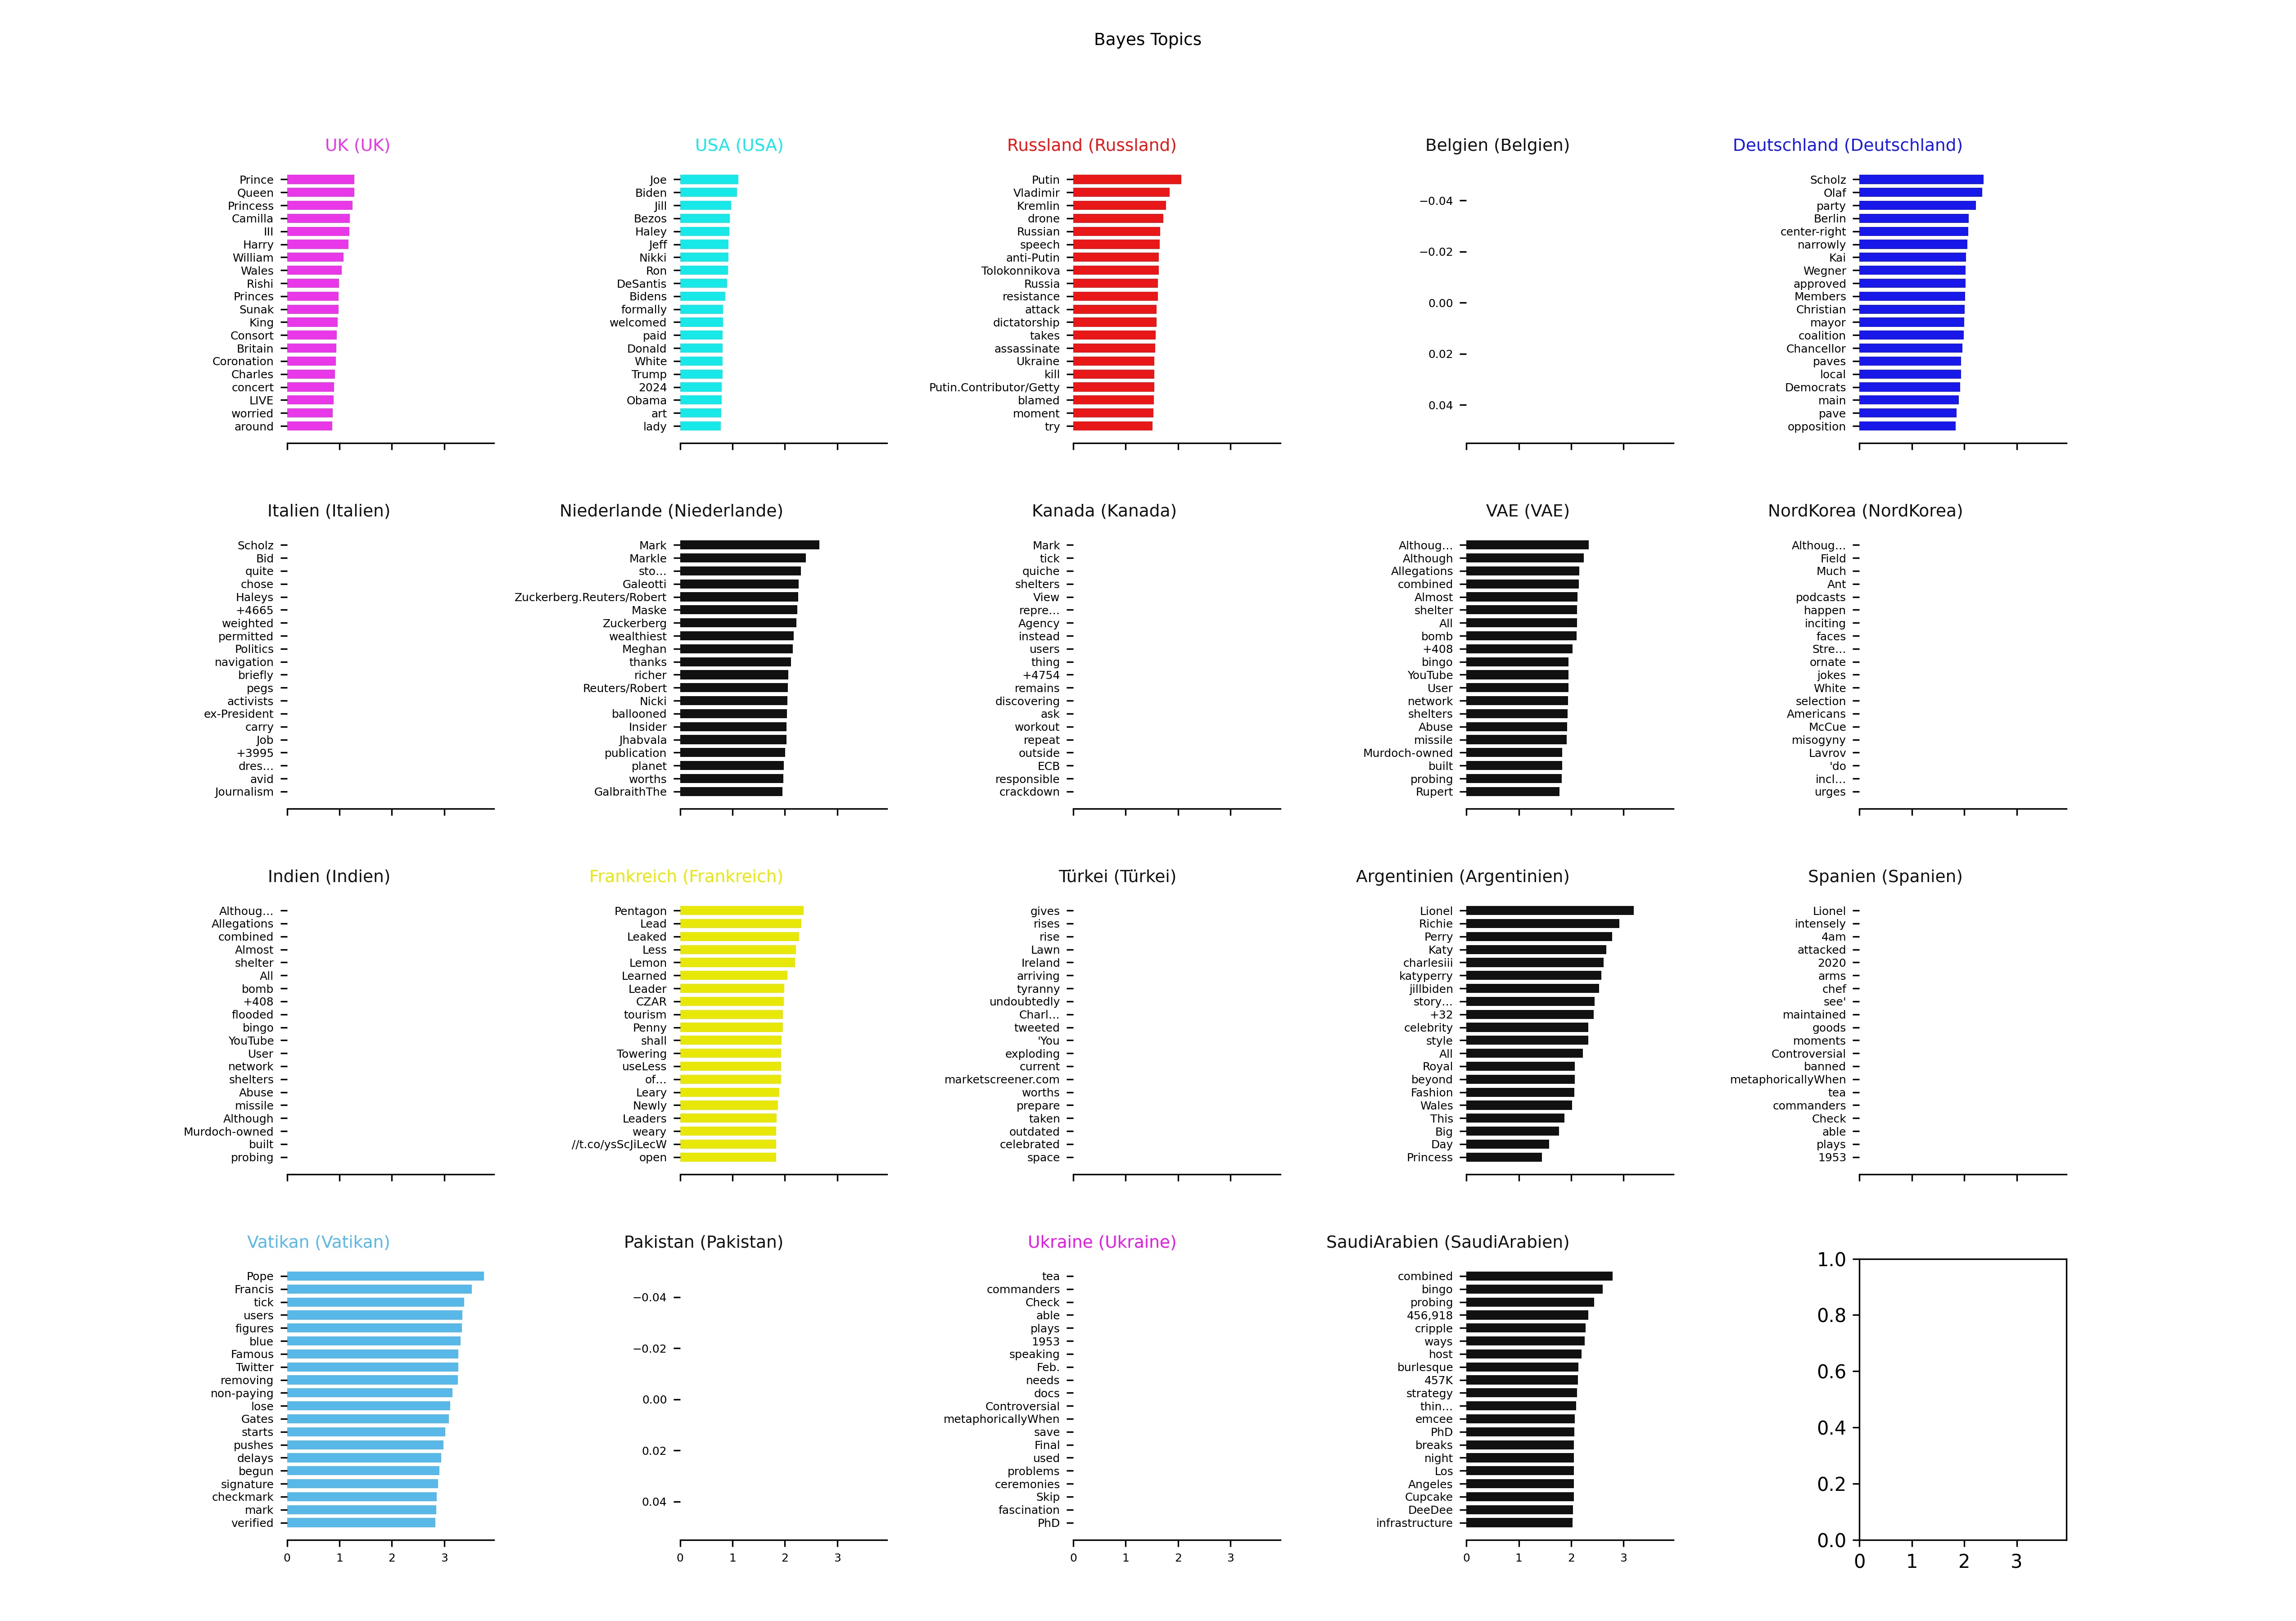 Bayes Topics
UK (UK)
Prince
Queen
Princess
Camilla
III
Harry
William
Wales
Rishi
Princes
Sunak
King
Consort
Britain
Coronation
Charles
concert
LIVE
worried
around
USA (USA)
Joe
Biden
Jill
Bezos
Haley
Jeff
Nikki
Ron
DeSantis
Bidens
formally
welcomed
paid
Donald
White
Trump
2024
Obama
art
lady
Russland (Russland)
Putin
Vladimir
Kremlin
drone
Russian
speech
anti-Putin
Tolokonnikova
Russia
resistance
attack
dictatorship
takes
assassinate
Ukraine
kill
Putin.Contributor/Getty
blamed
moment
try
Belgien (Belgien)
−0.04
−0.02
0.00
0.02
0.04
Deutschland (Deutschland)
Scholz
Olaf
party
Berlin
center-right
narrowly
Kai
Wegner
approved
Members
Christian
mayor
coalition
Chancellor
paves
local
Democrats
main
pave
opposition
Italien (Italien)
Scholz
Bid
quite
chose
Haleys
+4665
weighted
permitted
Politics
navigation
briefly
pegs
activists
ex-President
carry
Job
+3995
dres…
avid
Journalism
Niederlande (Niederlande)
Mark
Markle
sto…
Galeotti
Zuckerberg.Reuters/Robert
Maske
Zuckerberg
wealthiest
Meghan
thanks
richer
Reuters/Robert
Nicki
ballooned
Insider
Jhabvala
publication
planet
worths
GalbraithThe
Kanada (Kanada)
Mark
tick
quiche
shelters
View
repre…
Agency
instead
users
thing
+4754
remains
discovering
ask
workout
repeat
outside
ECB
responsible
crackdown
VAE (VAE)
Althoug…
Although
Allegations
combined
Almost
shelter
All
bomb
+408
bingo
YouTube
User
network
shelters
Abuse
missile
Murdoch-owned
built
probing
Rupert
NordKorea (NordKorea)
Althoug…
Field
Much
Ant
podcasts
happen
inciting
faces
Stre…
ornate
jokes
White
selection
Americans
McCue
misogyny
Lavrov
'do
incl…
urges
Indien (Indien)
Althoug…
Allegations
combined
Almost
shelter
All
bomb
+408
flooded
bingo
YouTube
User
network
shelters
Abuse
missile
Although
Murdoch-owned
built
probing
Frankreich (Frankreich)
Pentagon
Lead
Leaked
Less
Lemon
Learned
Leader
CZAR
tourism
Penny
shall
Towering
useLess
of…
Leary
Newly
Leaders
weary
//t.co/ysScJiLecW
open
Türkei (Türkei)
gives
rises
rise
Lawn
Ireland
arriving
tyranny
undoubtedly
Charl…
tweeted
'You
exploding
current
marketscreener.com
worths
prepare
taken
outdated
celebrated
space
Argentinien (Argentinien)
Lionel
Richie
Perry
Katy
charlesiii
katyperry
jillbiden
story…
+32
celebrity
style
All
Royal
beyond
Fashion
Wales
This
Big
Day
Princess
Spanien (Spanien)
Lionel
intensely
4am
attacked
2020
arms
chef
see'
maintained
goods
moments
Controversial
banned
metaphoricallyWhen
tea
commanders
Check
able
plays
1953
Vatikan (Vatikan)
Pope
Francis
tick
users
figures
blue
Famous
Twitter
removing
non-paying
lose
Gates
starts
pushes
delays
begun
signature
checkmark
mark
verified
0 1 2 3
Pakistan (Pakistan)
−0.04
−0.02
0.00
0.02
0.04
0 1 2 3
Ukraine (Ukraine)
tea
commanders
Check
able
plays
1953
speaking
Feb.
needs
docs
Controversial
metaphoricallyWhen
save
Final
used
problems
ceremonies
Skip
fascination
PhD
0 1 2 3
SaudiArabien (SaudiArabien)
combined
bingo
probing
456,918
cripple
ways
host
burlesque
457K
strategy
thin…
emcee
PhD
breaks
night
Los
Angeles
Cupcake
DeeDee
infrastructure
0 1 2 3
1.0
0.8
0.6
0.4
0.2
0.0
0 1 2 3